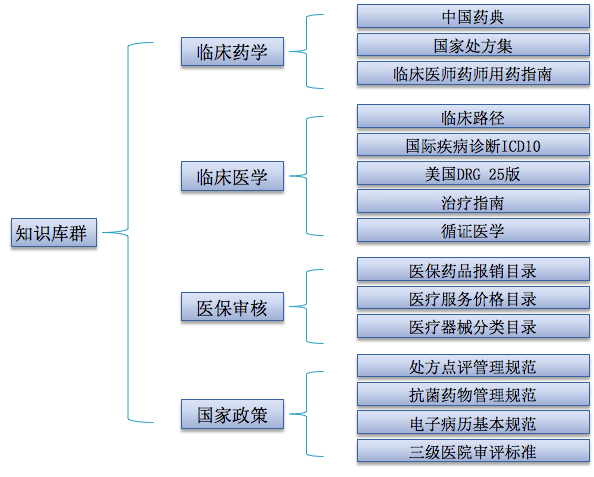 知识库群
临床药学
中国药典
国家处方集
临床医师药师用药指南
临床医学
临床路径
国际疾病诊断ICD10
美国DRG 25版
治疗指南
循证医学
医保审核
医保药品报销目录
医疗服务价格目录
医疗器械分类目录
国家政策
处方点评管理规范
抗菌药物管理规范
电子病历基本规范
三级医院审评标准